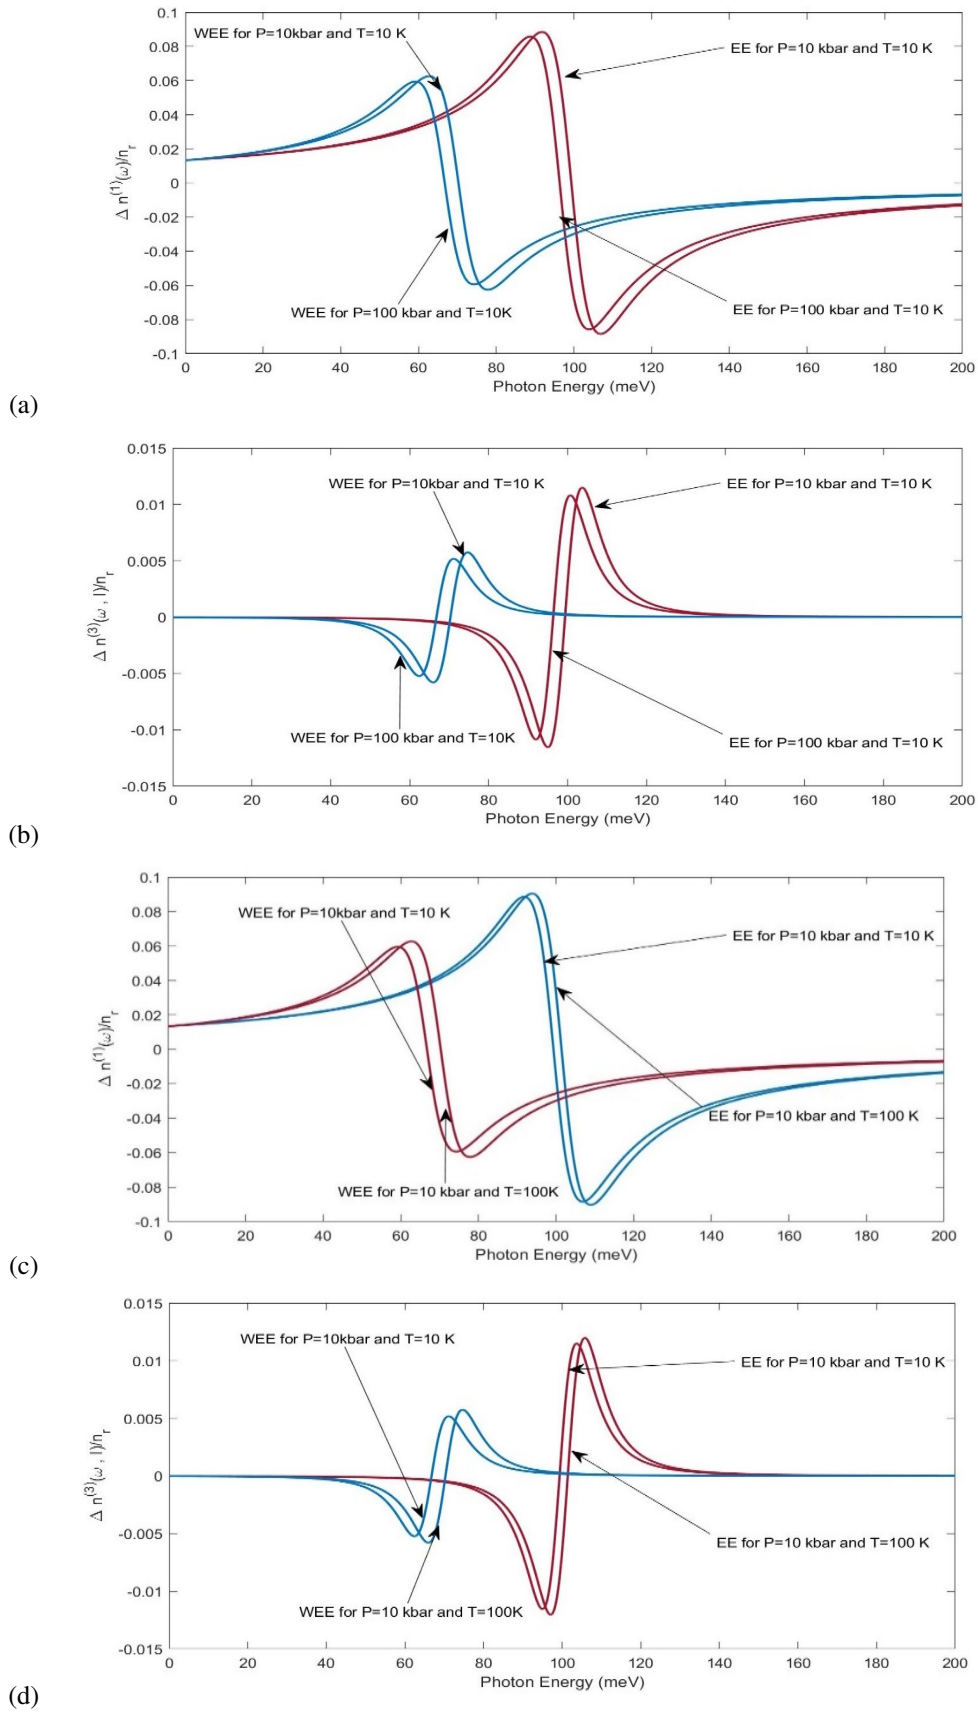 0.1
0.08
0.06
0.04
0.02
0
-0.02
-0.04
-0.06
-0.08
-0.1
Δ n(1)(ω)/nr
WEE for P=10kbar and T=10 K
EE for P=10 kbar and T=10 K
WEE for P=100 kbar and T=10K
EE for P=100 kbar and T=10 K
0 20 40 60 80 100 120 140 160 180 200
Photon Energy (meV)
(a)
0.015
0.01
0.005
0
-0.005
-0.01
-0.015
Δ n(3)(ω , I)/nr
WEE for P=10kbar and T=10 K
EE for P=10 kbar and T=10 K
WEE for P=100 kbar and T=10K
EE for P=100 kbar and T=10 K
0 20 40 60 80 100 120 140 160 180 200
Photon Energy (meV)
(b)
0.1
0.08
0.06
0.04
0.02
0
-0.02
-0.04
-0.06
-0.08
-0.1
Δ n(1)(ω)/nr
WEE for P=10kbar and T=10 K
EE for P=10 kbar and T=10 K
EE for P=10 kbar and T=100 K
WEE for P=10 kbar and T=100K
0 20 40 60 80 100 120 140 160 180 200
Photon Energy (meV)
(c)
0.015
0.01
0.005
0
-0.005
-0.01
-0.015
Δ n(3)(ω , I)/nr
WEE for P=10kbar and T=10 K
EE for P=10 kbar and T=10 K
EE for P=10 kbar and T=100 K
WEE for P=10 kbar and T=100K
0 20 40 60 80 100 120 140 160 180 200
Photon Energy (meV)
(d)